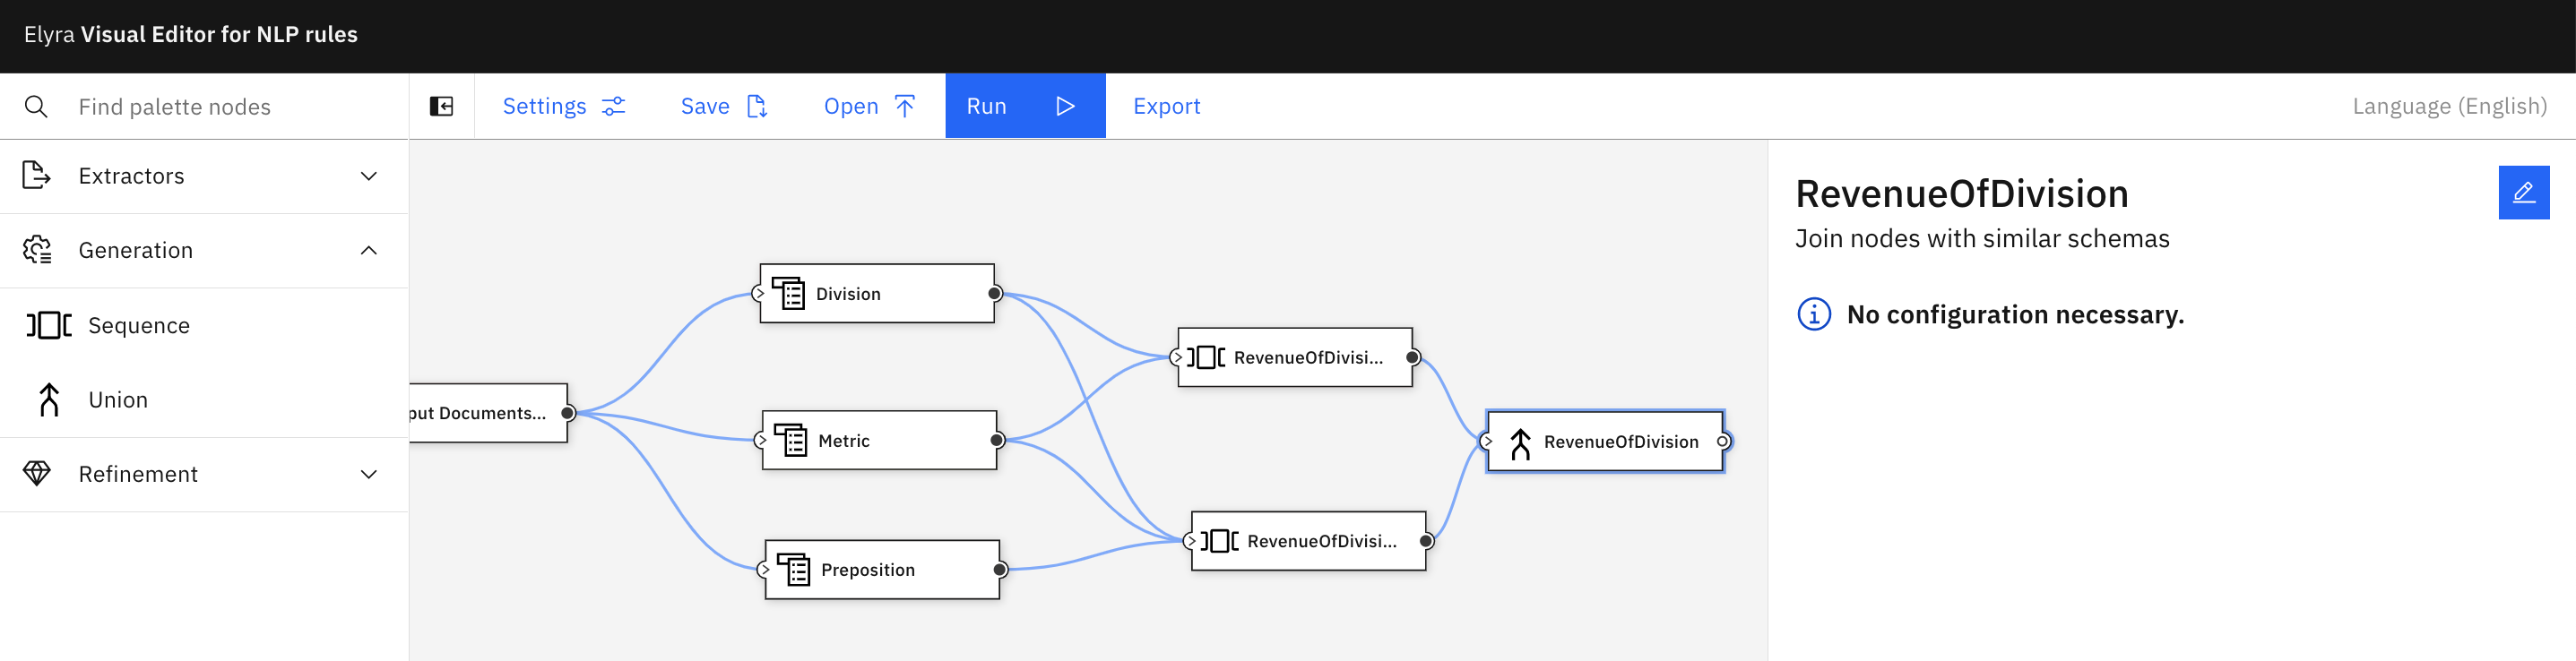 Elyra Visual Editor for NLP rules
Find palette nodes
Settings
Save
Open
Run
Export
Language (English)
Extractors
Generation
Sequence
Union
Refinement
put Documents...
Division
Metric
Preposition
RevenueOfDivisi...
RevenueOfDivisi...
RevenueOfDivision
RevenueOfDivision
Join nodes with similar schemas
No configuration necessary.